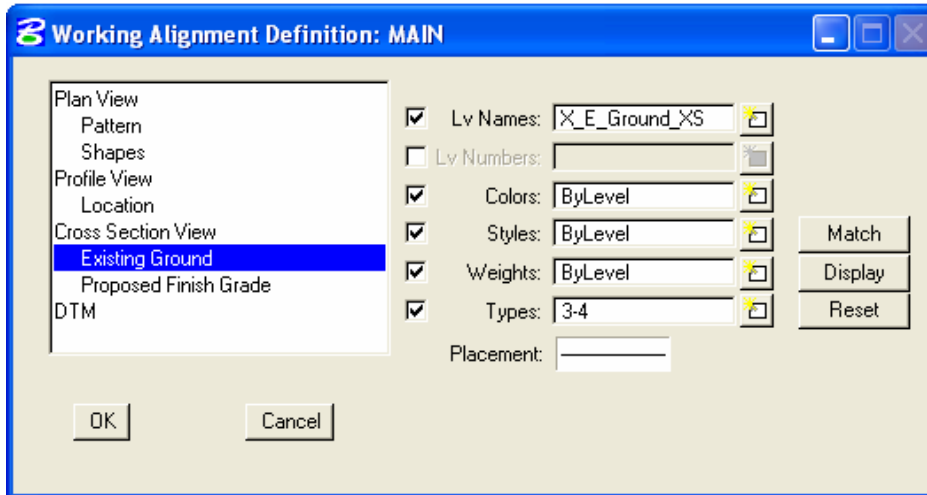 Working Alignment Definition: MAIN
Plan View
Pattern
Shapes
Profile View
Location
Cross Section View
Existing Ground
Proposed Finish Grade
DTM
Lv Names: X_E_Ground_XS
Lv Numbers:
Colors: ByLevel
Styles: ByLevel
Weights: ByLevel
Types: 3-4
Placement:
Match
Display
Reset
OK
Cancel